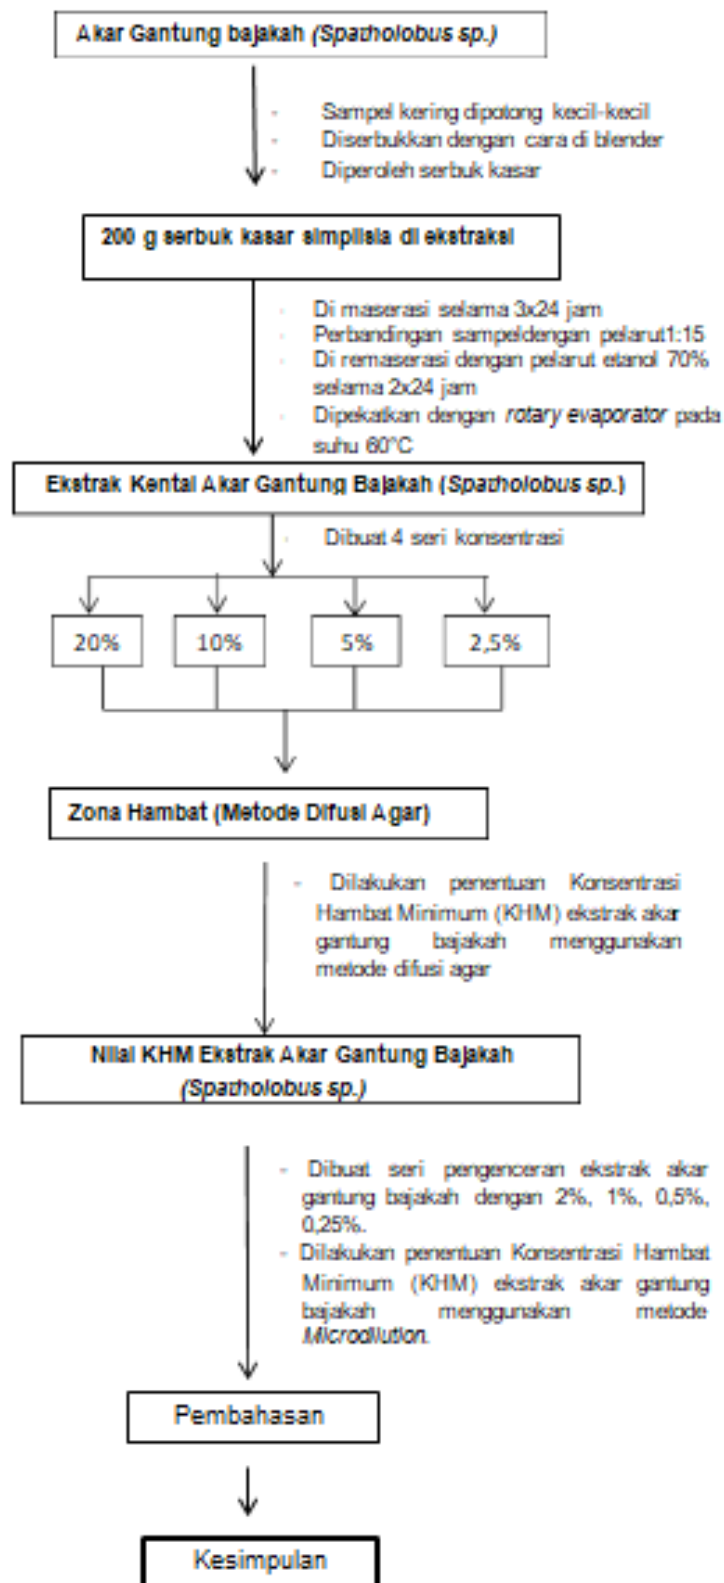 Akar Gantung bajakah (Spatholobus sp.)
- Sampel kering dipotong kecil-kecil
- Diserbukkan dengan cara di blender
- Diperoleh serbuk kasar
200 g serbuk kasar simplisia di ekstraksi
- Di maserasi selama 3x24 jam
- Perbandingan sampeldengan pelarut1:15
- Di remaserasi dengan pelarut etanol 70%
selama 2x24 jam
- Dipekatkan dengan rotary evaporator pada
suhu 60°C
Ekstrak Kental Akar Gantung Bajakah (Spatholobus sp.)
- Dibuat 4 seri konsentrasi
20% 10% 5% 2,5%
Zona Hambat (Metode Difusi Agar)
- Dilakukan penentuan Konsentrasi
Hambat Minimum (KHM) ekstrak akar
gantung bajakah menggunakan
metode difusi agar
Nilai KHM Ekstrak Akar Gantung Bajakah
(Spatholobus sp.)
- Dibuat seri pengenceran ekstrak akar
gantung bajakah dengan 2%, 1%, 0,5%,
0,25%.
- Dilakukan penentuan Konsentrasi Hambat
Minimum (KHM) ekstrak akar gantung
bajakah menggunakan metode
Microdilution.
Pembahasan
Kesimpulan